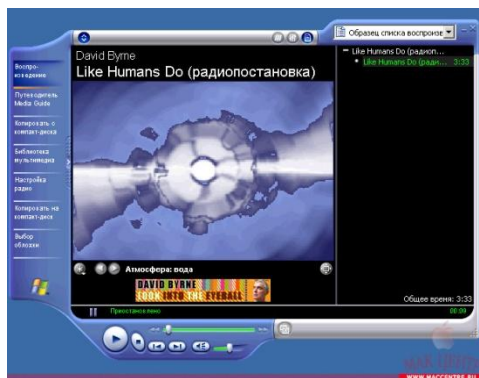 Образец списка воспроизв
David Byrne
Like Humans Do (радиопостановка)
Воспро-
изведение
Путеводитель
Media Guide
Копировать с
компакт-диска
Библиотека
мультимедиа
Настройка
радио
Копировать на
компакт-диск
Выбор
обложки
Like Humans Do (радиоп...
Like Humans Do (ради... 3:33
Атмосфера: вода
DAVID BYRNE
LOOK INTO THE EYEBALL
Общее время: 3:33
Приостановлено
00:09
WWW.MACCENTRE.RU